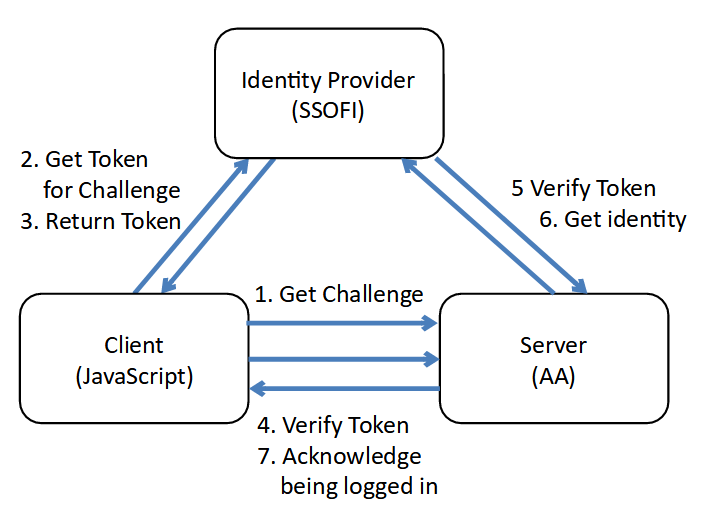 Identity Provider
(SSOFI)
2. Get Token
for Challenge
3. Return Token
5 Verify Token
6. Get identity
1. Get Challenge
Client
(JavaScript)
Server
(AA)
4. Verify Token
7. Acknowledge
being logged in